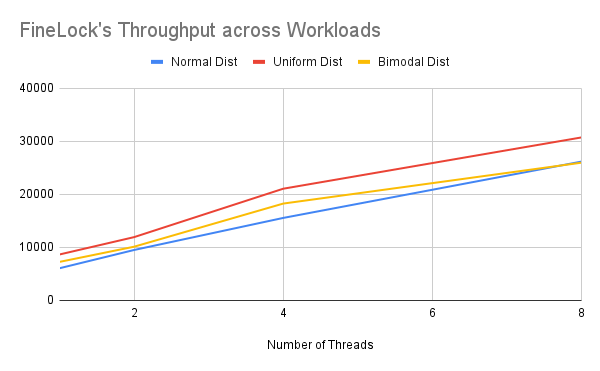 FineLock's Throughput across Workloads
Normal Dist Uniform Dist Bimodal Dist
40000
30000
20000
10000
0
2 4 6 8
Number of Threads